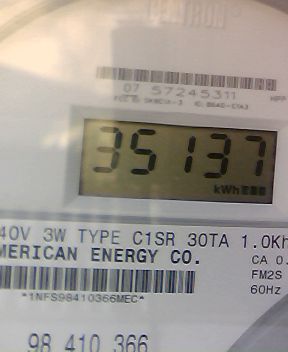 CENTRON
07 57245311
35137
kWh
40V 3W TYPE C1SR 30TA 1.0Kh
MERICAN ENERGY CO.
CA 0.
FM2S
60Hz
*1NFS98410366MEC*
98 410 366